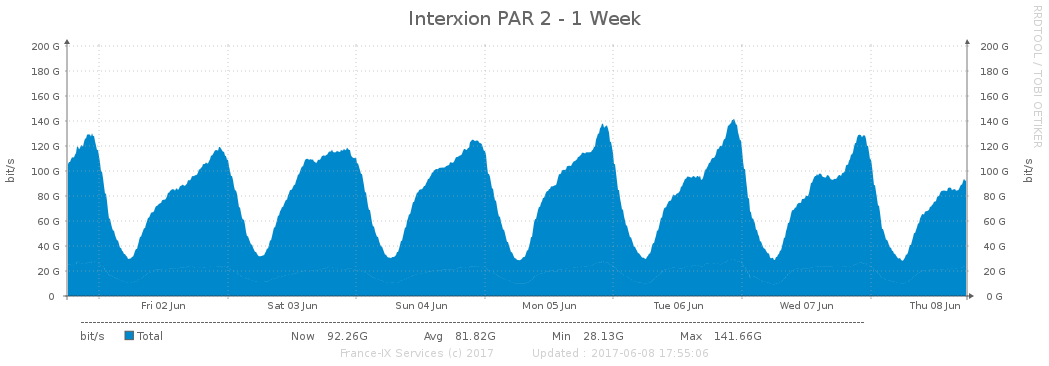 Interxion PAR 2 - 1 Week
RRDTOOL / TOBI OETIKER
bit/s
200 G
180 G
160 G
140 G
120 G
100 G
80 G
60 G
40 G
20 G
0
200 G
180 G
160 G
140 G
120 G
100 G
80 G
60 G
40 G
20 G
0 G
bit/s
Fri 02 Jun Sat 03 Jun Sun 04 Jun Mon 05 Jun Tue 06 Jun Wed 07 Jun Thu 08 Jun
bit/s Total Now 92.26G Avg 81.82G Min 28.13G Max 141.66G
France-IX Services (c) 2017 Updated : 2017-06-08 17:55:06